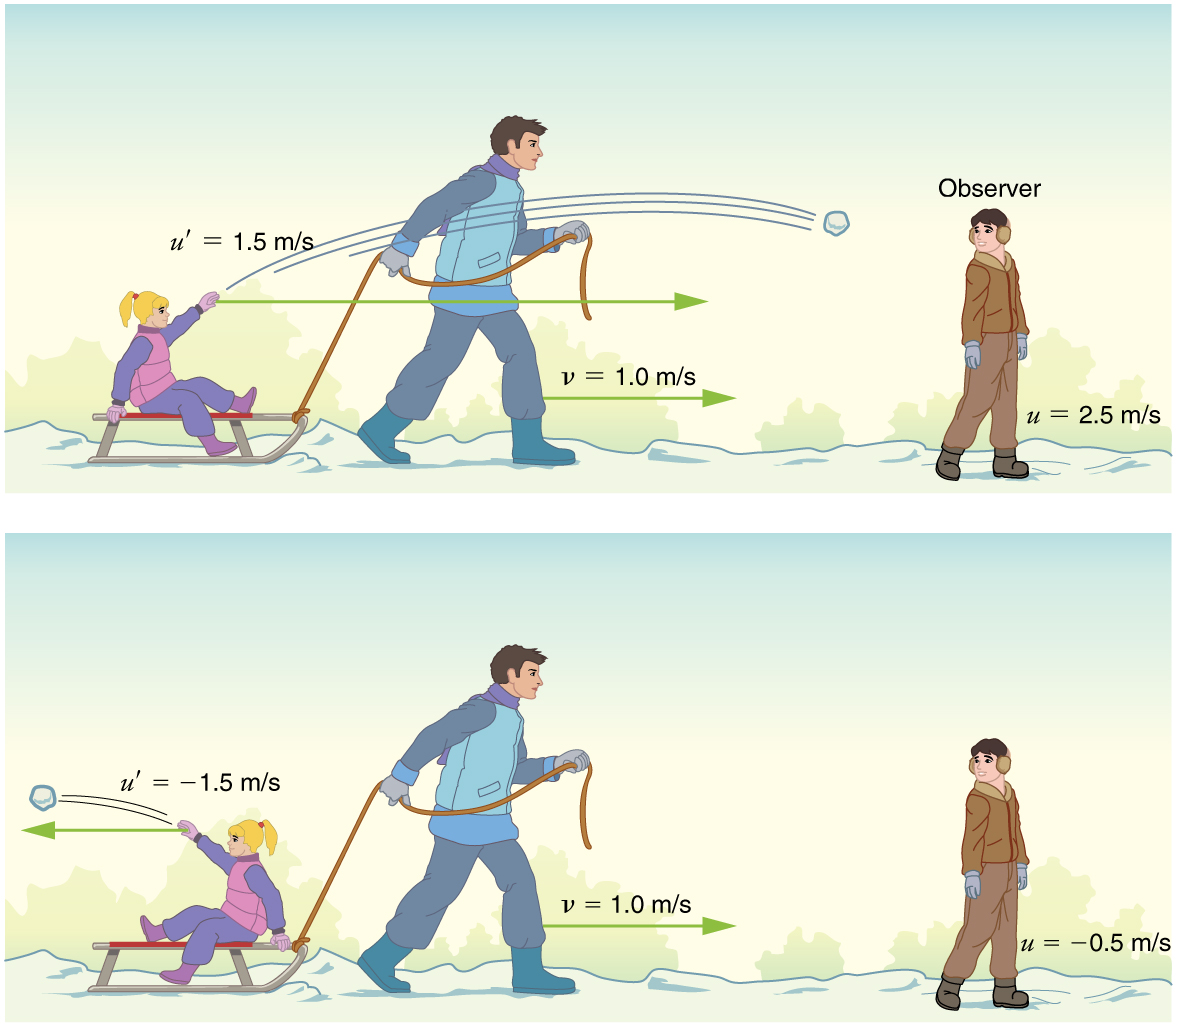 Observer
u′ = 1.5 m/s
v = 1.0 m/s
u = 2.5 m/s
u′ = −1.5 m/s
v = 1.0 m/s
u = −0.5 m/s